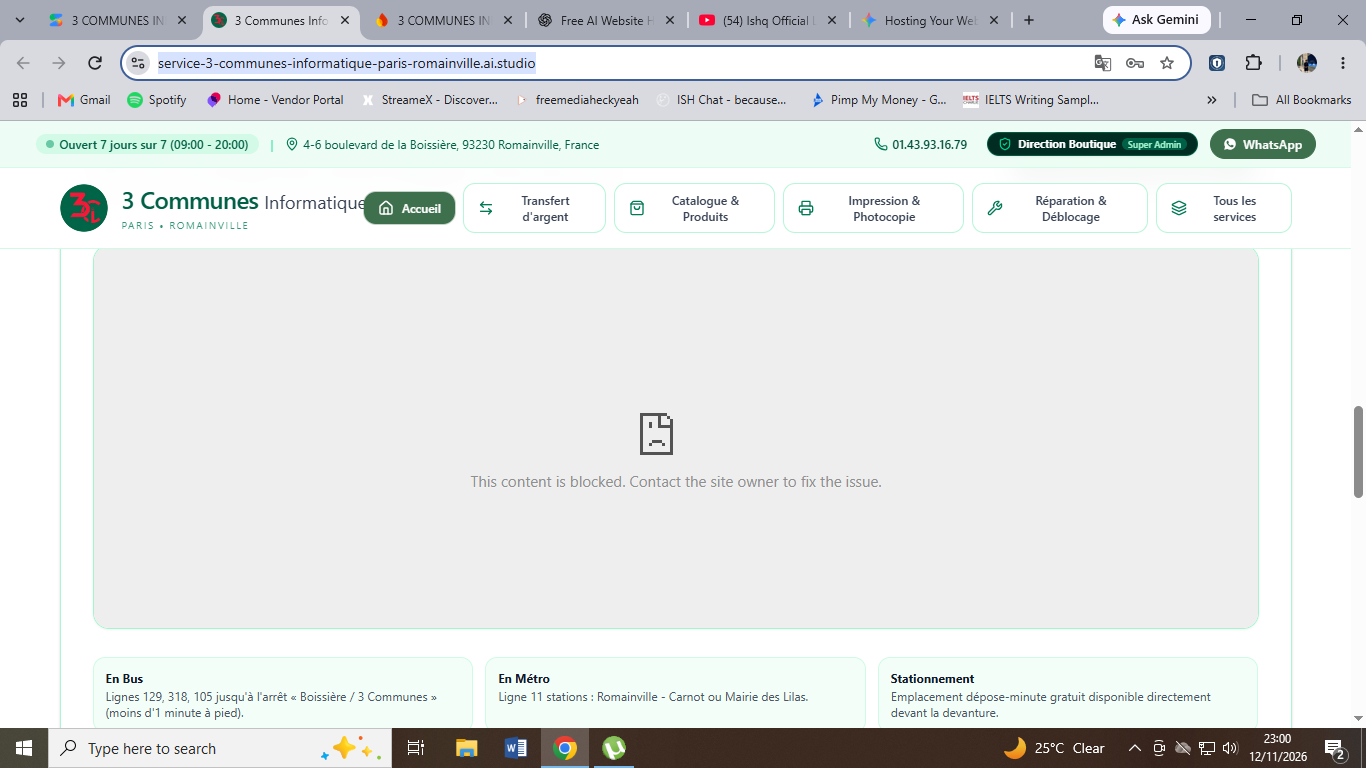 3 COMMUNES IN
3 Communes Info
3 COMMUNES IN
Free AI Website H
(54) Ishq Official L
Hosting Your Web
Ask Gemini
service-3-communes-informatique-paris-romainville.ai.studio
Gmail
Spotify
Home - Vendor Portal
StreameX - Discover...
freemediaheckyeah
ISH Chat - because...
Pimp My Money - G...
IELTS Writing Sampl...
All Bookmarks
Ouvert 7 jours sur 7 (09:00 - 20:00)
4-6 boulevard de la Boissière, 93230 Romainville, France
01.43.93.16.79
Direction Boutique Super Admin
WhatsApp
3 Communes Informatique
PARIS • ROMAINVILLE
Accueil
Transfert
d'argent
Catalogue &
Produits
Impression &
Photocopie
Réparation &
Déblocage
Tous les
services
This content is blocked. Contact the site owner to fix the issue.
En Bus
Lignes 129, 318, 105 jusqu'à l'arrêt « Boissière / 3 Communes »
(moins d'1 minute à pied).
En Métro
Ligne 11 stations : Romainville - Carnot ou Mairie des Lilas.
Stationnement
Emplacement dépose-minute gratuit disponible directement
devant la devanture.
Type here to search
25°C Clear
23:00
12/11/2026
2